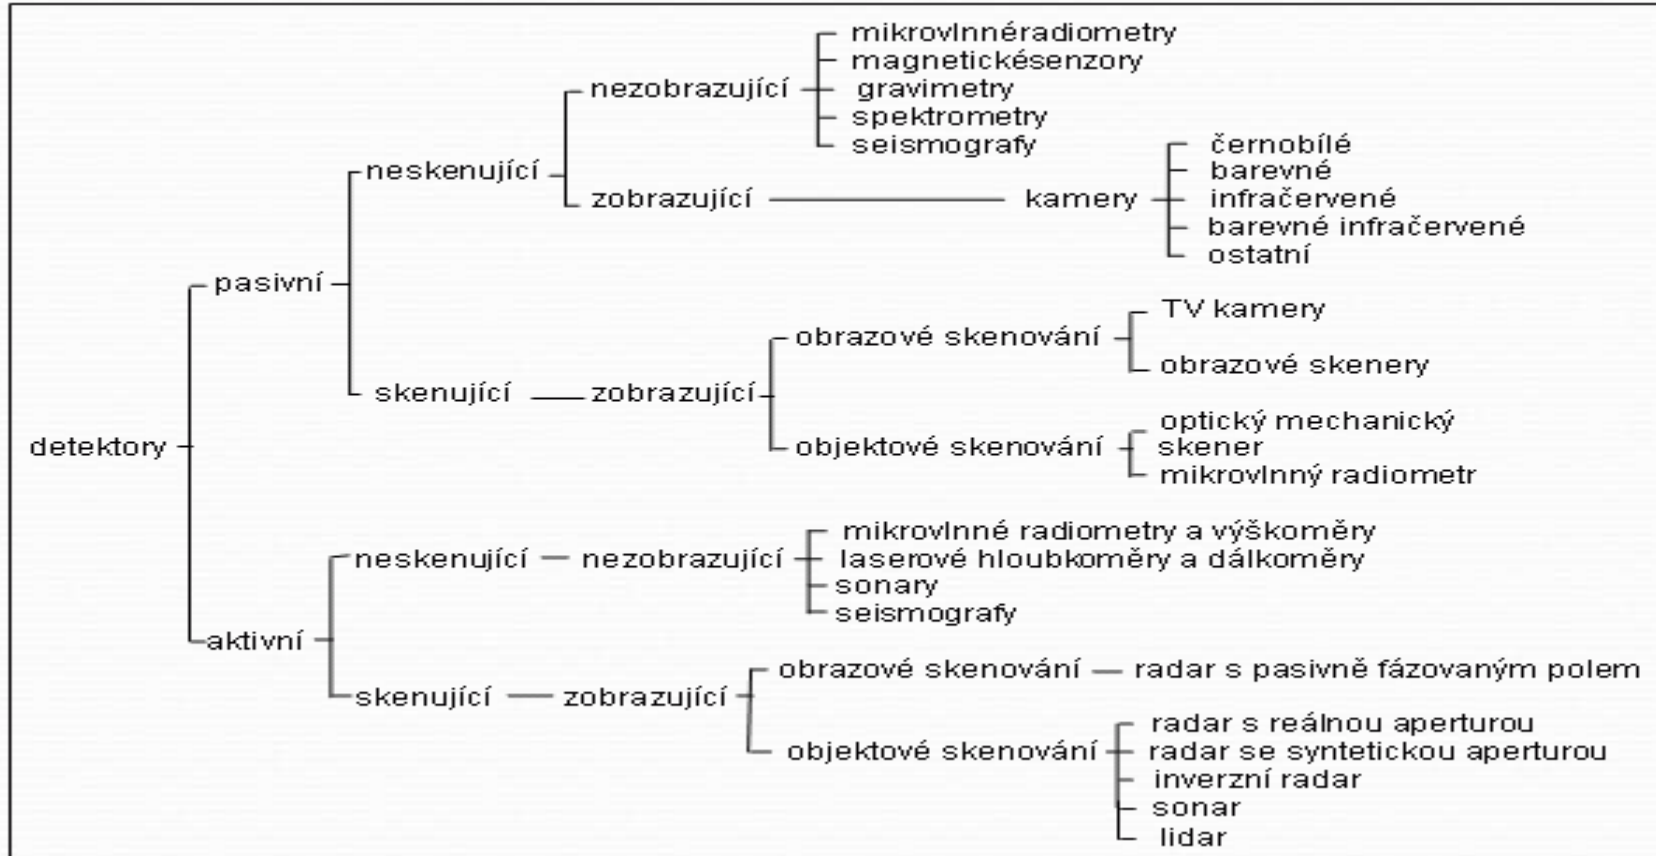 mikrovlnnéradiometry
magnetickésenzory
nezobrazující
gravimetry
spektrometry
seismografy
černobílé
neskenující
barevné
zobrazující
kamery
infračervené
barevné infračervené
ostatní
pasivní
TV kamery
obrazové skenování
obrazové skenery
skenující
zobrazující
optický mechanický
detektory
objektové skenování
skener
mikrovlnný radiometr
mikrovlnné radiometry a výškoměry
neskenující
nezobrazující
laserové hloubkoměry a dálkoměry
sonary
seismografy
aktivní
obrazové skenování
radar s pasivně fázovaným polem
skenující
zobrazující
radar s reálnou aperturou
objektové skenování
radar se syntetickou aperturou
inverzní radar
sonar
lidar